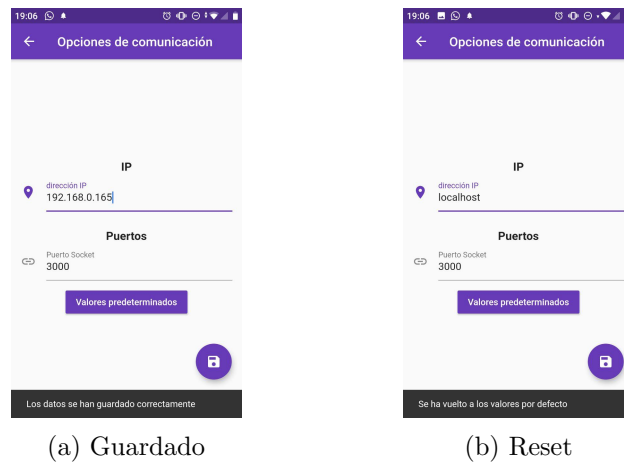 19:06
Opciones de comunicación
IP
dirección IP
192.168.0.165
Puertos
Puerto Socket
3000
Valores predeterminados
Los datos se han guardado correctamente
(a) Guardado
19:06
Opciones de comunicación
IP
dirección IP
localhost
Puertos
Puerto Socket
3000
Valores predeterminados
Se ha vuelto a los valores por defecto
(b) Reset